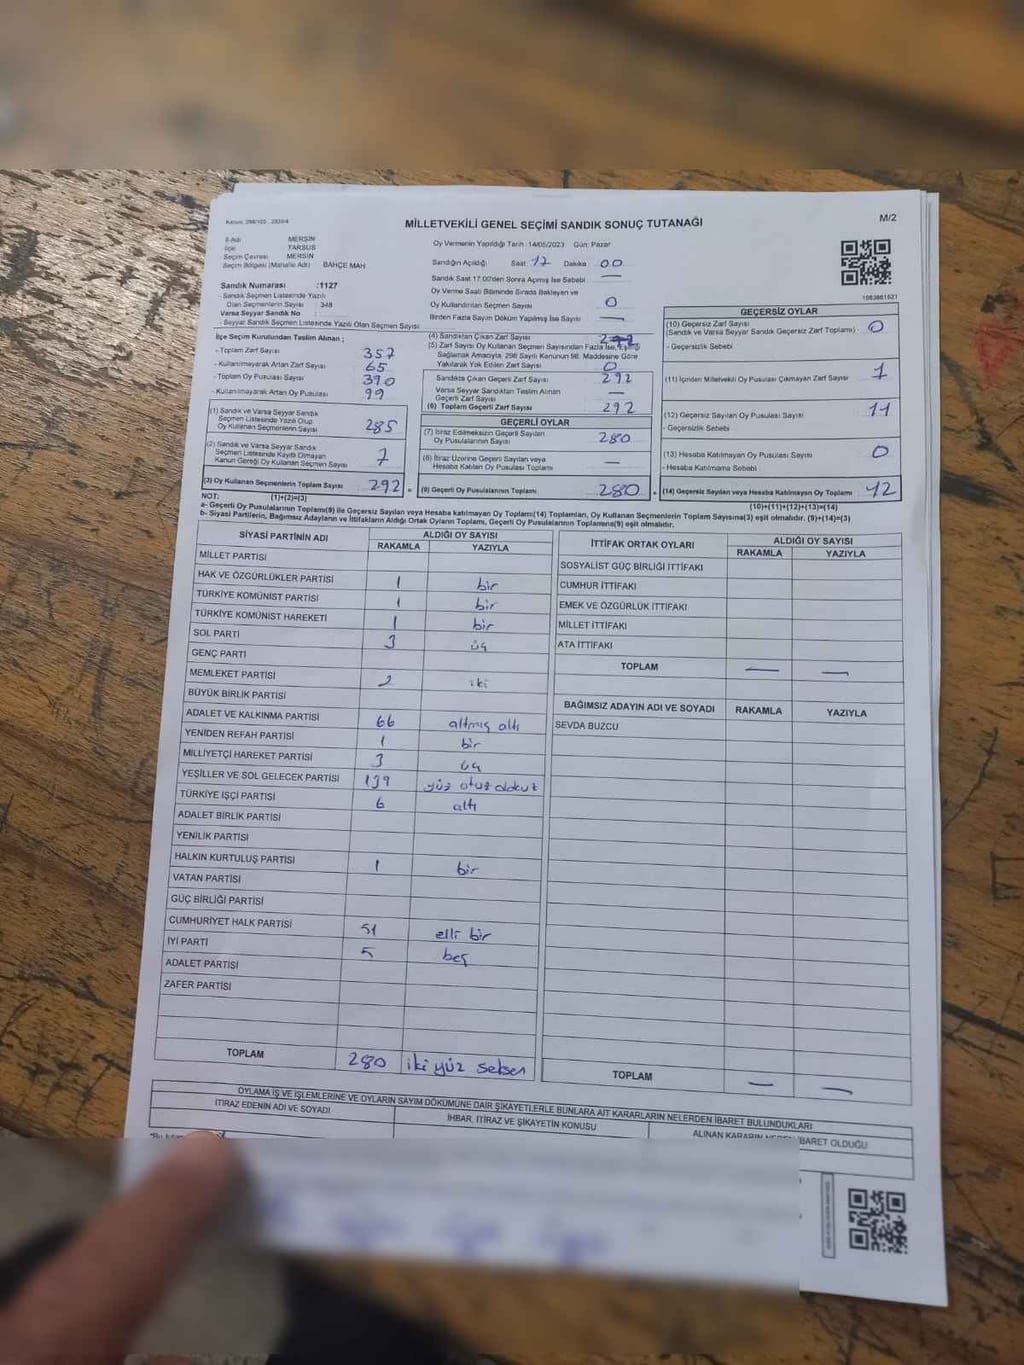 Kanun: 298/105 2839/4
MİLLETVEKİLİ GENEL SEÇİMİ SANDIK SONUÇ TUTANAĞI
M/2
İl Adı MERSİN
İlçe TARSUS
Seçim Çevresi MERSİN
Seçim Bölgesi (Mahalle Adı) BAHÇE MAH
Sandık Numarası :1127
- Sandık Seçmen Listesinde Yazılı
Olan Seçmenlerin Sayısı : 348
Varsa Seyyar Sandık No :
- Seyyar Sandık Seçmen Listesinde Yazılı Olan Seçmen Sayısı
Oy Vermenin Yapıldığı Tarih :14/05/2023 Gün: Pazar
Sandığın Açıldığı Saat 17 Dakika 00
Sandık Saat 17:00'den Sonra Açılmış İse Sebebi —
Oy Verme Saati Bitiminde Sırada Bekleyen ve
Oy Kullandırılan Seçmen Sayısı 0
Birden Fazla Sayım Döküm Yapılmış İse Sayısı —
1083861521
İlçe Seçim Kurulundan Teslim Alınan ;
- Toplam Zarf Sayısı 357
- Kullanılmayarak Artan Zarf Sayısı 65
- Toplam Oy Pusulası Sayısı 390
- Kullanılmayarak Artan Oy Pusulası 99
(1) Sandık ve Varsa Seyyar Sandık
Seçmen Listesinde Yazılı Olup
Oy Kullanan Seçmenlerin Sayısı 285
(2) Sandık ve Varsa Seyyar Sandık
Seçmen Listesinde Kayıtlı Olmayan
Kanun Gereği Oy Kullanan Seçmen Sayısı 7
(3) Oy Kullanan Seçmenlerin Toplam Sayısı 292
(4) Sandıktan Çıkan Zarf Sayısı 292
(5) Zarf Sayısı Oy Kullanan Seçmen Sayısından Fazla İse, Eşitliği
Sağlamak Amacıyla, 298 Sayılı Kanunun 98. Maddesine Göre
Yakılarak Yok Edilen Zarf Sayısı 0
Sandıkta Çıkan Geçerli Zarf Sayısı 292
Varsa Seyyar Sandıktan Teslim Alınan
Geçerli Zarf Sayısı —
(6) Toplam Geçerli Zarf Sayısı 292
GEÇERLİ OYLAR
(7) İtiraz Edilmeksizin Geçerli Sayılan
Oy Pusulalarının Sayısı 280
(8) İtiraz Üzerine Geçerli Sayılan veya
Hesaba Katılan Oy Pusulası Toplamı —
= (9) Geçerli Oy Pusulalarının Toplamı 280
GEÇERSİZ OYLAR
(10) Geçersiz Zarf Sayısı
(Sandık ve Varsa Seyyar Sandık Geçersiz Zarf Toplamı) 0
- Geçersizlik Sebebi
(11) İçinden Milletvekili Oy Pusulası Çıkmayan Zarf Sayısı 1
(12) Geçersiz Sayılan Oy Pusulası Sayısı 11
- Geçersizlik Sebebi
(13) Hesaba Katılmayan Oy Pusulası Sayısı 0
- Hesaba Katılmama Sebebi
+ (14) Geçersiz Sayılan veya Hesaba Katılmayan Oy Toplamı 12
NOT: (1)+(2)=(3)
(10)+(11)+(12)+(13)=(14)
a- Geçerli Oy Pusulalarının Toplamı(9) ile Geçersiz Sayılan veya Hesaba katılmayan Oy Toplam(14) Toplamları, Oy Kullanan Seçmenlerin Toplam Sayısına(3) eşit olmalıdır. (9)+(14)=(3)
b- Siyasi Partilerin, Bağımsız Adayların ve İttifakların Aldığı Ortak Oyların Toplamı, Geçerli Oy Pusulalarının Toplamına(9) eşit olmalıdır.
SİYASİ PARTİNİN ADI ALDIĞI OY SAYISI
RAKAMLA YAZIYLA
MİLLET PARTİSİ
HAK VE ÖZGÜRLÜKLER PARTİSİ 1 bir
TÜRKİYE KOMÜNİST PARTİSİ 1 bir
TÜRKİYE KOMÜNİST HAREKETİ 1 bir
SOL PARTİ 3 üç
GENÇ PARTİ
MEMLEKET PARTİSİ 2 iki
BÜYÜK BİRLİK PARTİSİ
ADALET VE KALKINMA PARTİSİ 66 altmış altı
YENİDEN REFAH PARTİSİ 1 bir
MİLLİYETÇİ HAREKET PARTİSİ 3 üç
YEŞİLLER VE SOL GELECEK PARTİSİ 139 yüz otuz dokuz
TÜRKİYE İŞÇİ PARTİSİ 6 altı
ADALET BİRLİK PARTİSİ
YENİLİK PARTİSİ
HALKIN KURTULUŞ PARTİSİ 1 bir
VATAN PARTİSİ
GÜÇ BİRLİĞİ PARTİSİ
CUMHURİYET HALK PARTİSİ 51 elli bir
İYİ PARTİ 5 beş
ADALET PARTİSİ
ZAFER PARTİSİ
TOPLAM 280 iki yüz seksen
İTTİFAK ORTAK OYLARI ALDIĞI OY SAYISI
RAKAMLA YAZIYLA
SOSYALİST GÜÇ BİRLİĞİ İTTİFAKI
CUMHUR İTTİFAKI
EMEK VE ÖZGÜRLÜK İTTİFAKI
MİLLET İTTİFAKI
ATA İTTİFAKI
TOPLAM — —
BAĞIMSIZ ADAYIN ADI VE SOYADI RAKAMLA YAZIYLA
SEVDA BUZCU
TOPLAM — —
OYLAMA İŞ VE İŞLEMLERİNE VE OYLARIN SAYIM DÖKÜMÜNE DAİR ŞİKAYETLERLE BUNLARA AİT KARARLARIN NELERDEN İBARET BULUNDUKLARI
İTİRAZ EDENİN ADI VE SOYADI İHBAR, İTİRAZ VE ŞİKAYETİN KONUSU ALINAN KARARIN NEDEN İBARET OLDUĞU